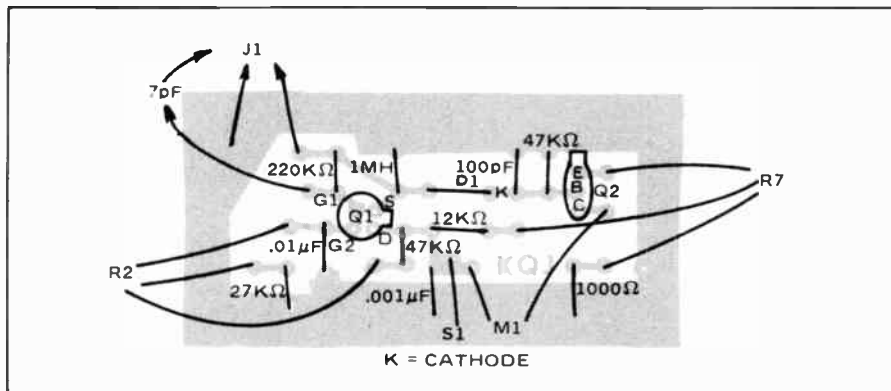 J1
7pF
47KΩ
220KΩ
1MH
100pF
D1
K
E
B
C
Q2
R7
G1
S
Q1
12KΩ
.01µF
G2
D
47KΩ
R2
KQJ
27KΩ
.001µF
1000Ω
S1
M1
K = CATHODE